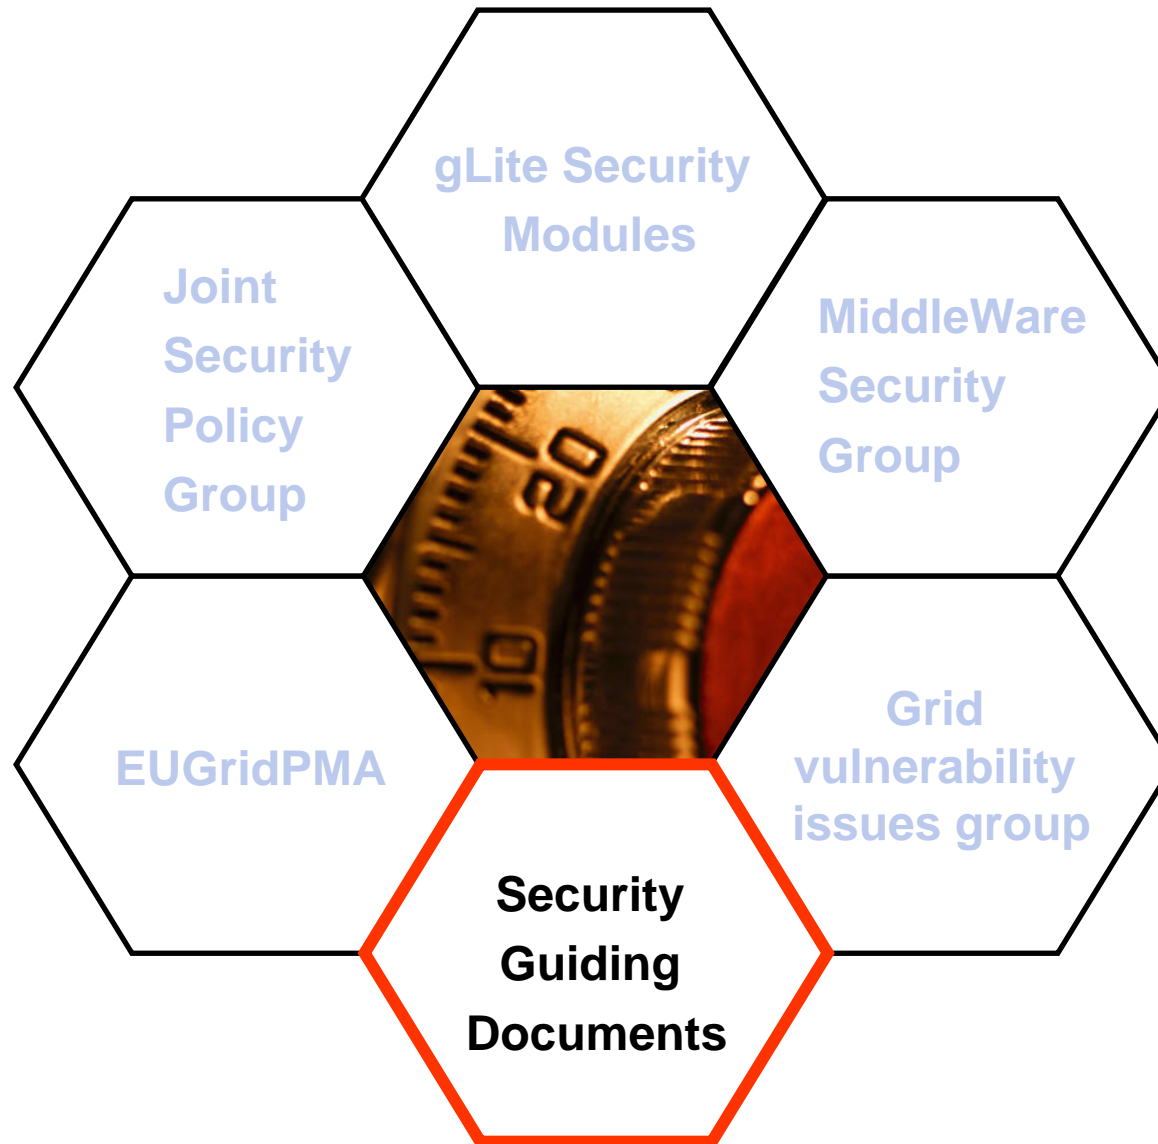 gLite Security
Modules
Joint
Security
Policy
Group
MiddleWare
Security
Group
20
10
EUGridPMA
Grid
vulnerability
issues group
Security
Guiding
Documents